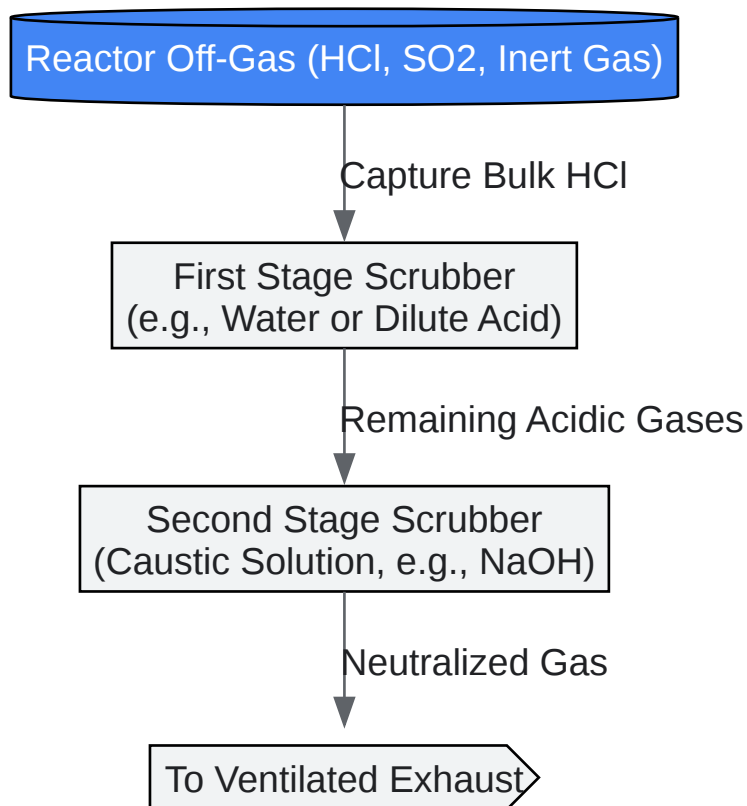 Reactor Off-Gas (HCl, SO2, Inert Gas)
Capture Bulk HCl
First Stage Scrubber
(e.g., Water or Dilute Acid)
Remaining Acidic Gases
Second Stage Scrubber
(Caustic Solution, e.g., NaOH)
Neutralized Gas
To Ventilated Exhaust